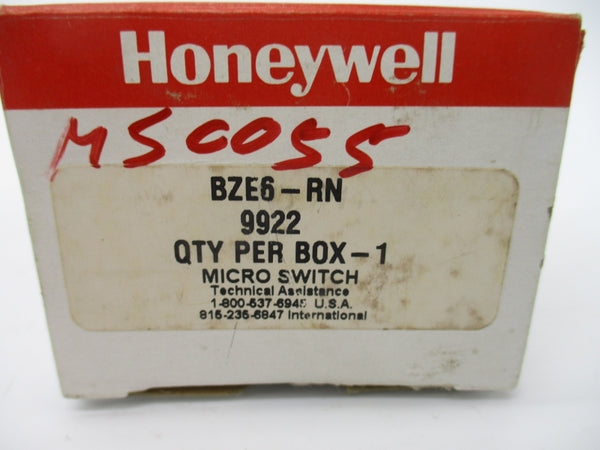 Honeywell
MSC055
BZE6-RN
9922
QTY PER BOX-1
MICRO SWITCH
Technical Assistance
1-800-537-6945 U.S.A.
815-235-6847 International